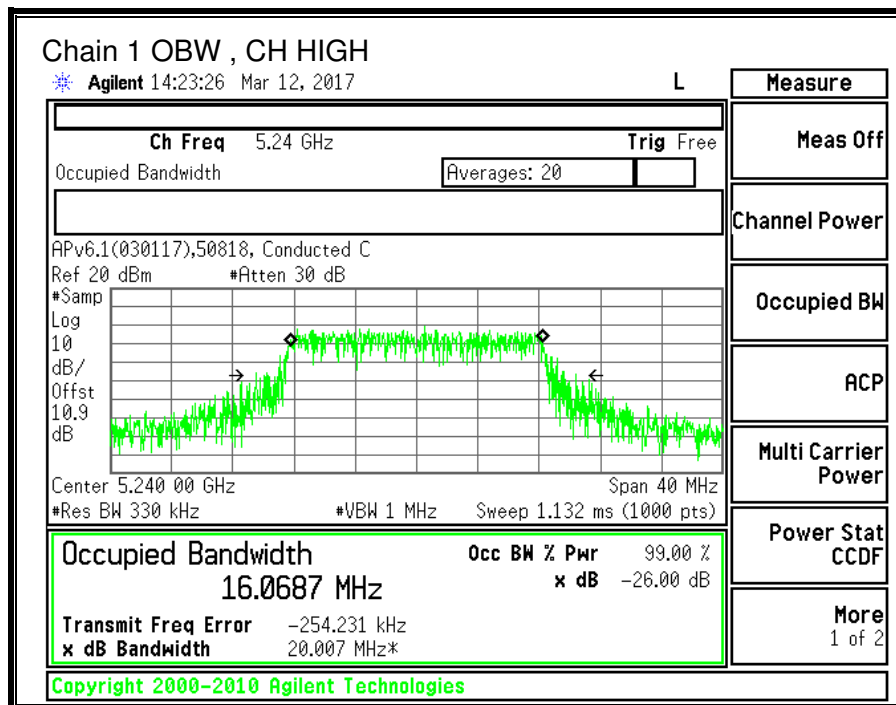 Chain 1 OBW , CH HIGH
Agilent 14:23:26 Mar 12, 2017 L
Measure
Ch Freq 5.24 GHz Trig Free
Occupied Bandwidth Averages: 20
APv6.1(030117),50818, Conducted C
Ref 20 dBm #Atten 30 dB
#Samp
Log
10
dB/
Offst
10.9
dB
Center 5.240 00 GHz Span 40 MHz
#Res BW 330 kHz #VBW 1 MHz Sweep 1.132 ms (1000 pts)
Occupied Bandwidth Occ BW % Pwr 99.00 %
16.0687 MHz x dB -26.00 dB
Transmit Freq Error -254.231 kHz
x dB Bandwidth 20.007 MHz*
Meas Off
Channel Power
Occupied BW
ACP
Multi Carrier
Power
Power Stat
CCDF
More
1 of 2
Copyright 2000-2010 Agilent Technologies